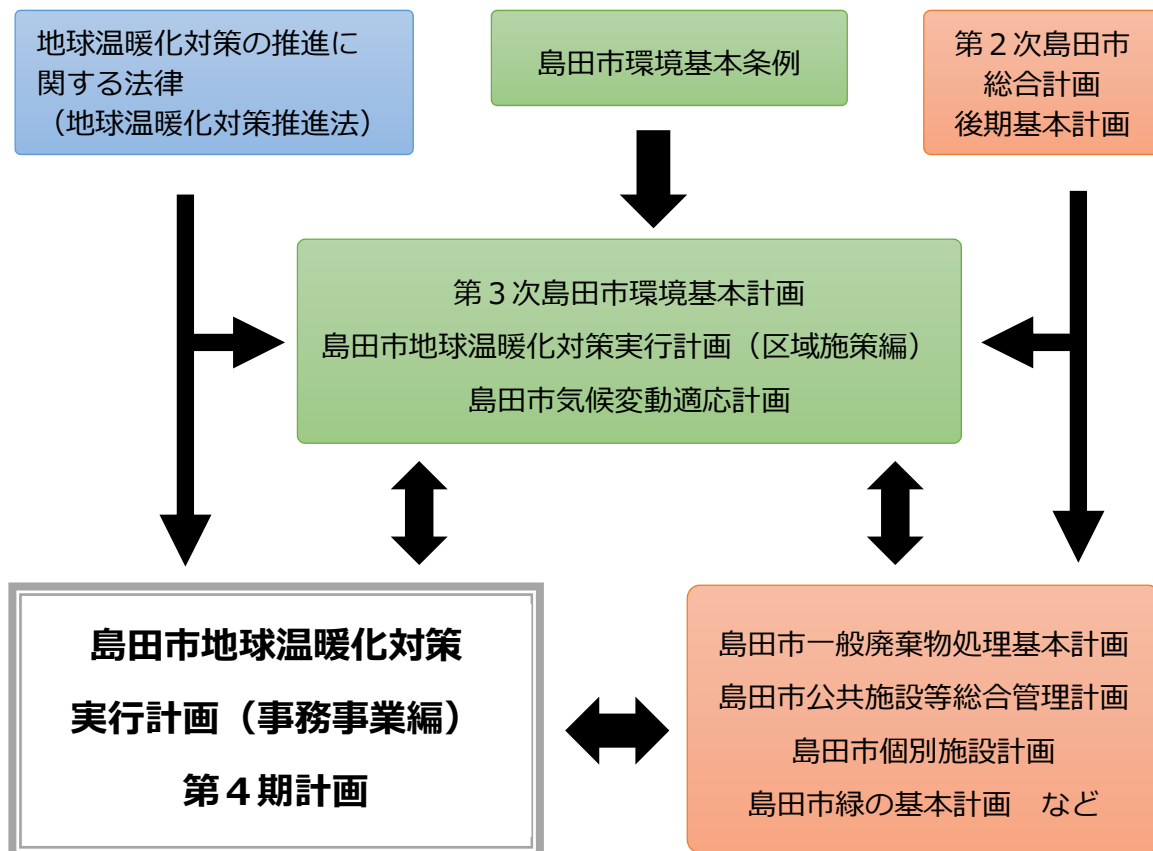 地球温暖化対策の推進に
関する法律
（地球温暖化対策推進法）
島田市環境基本条例
第２次島田市
総合計画
後期基本計画
第３次島田市環境基本計画
島田市地球温暖化対策実行計画（区域施策編）
島田市気候変動適応計画
島田市地球温暖化対策
実行計画（事務事業編）
第４期計画
島田市一般廃棄物処理基本計画
島田市公共施設等総合管理計画
島田市個別施設計画
島田市緑の基本計画　など